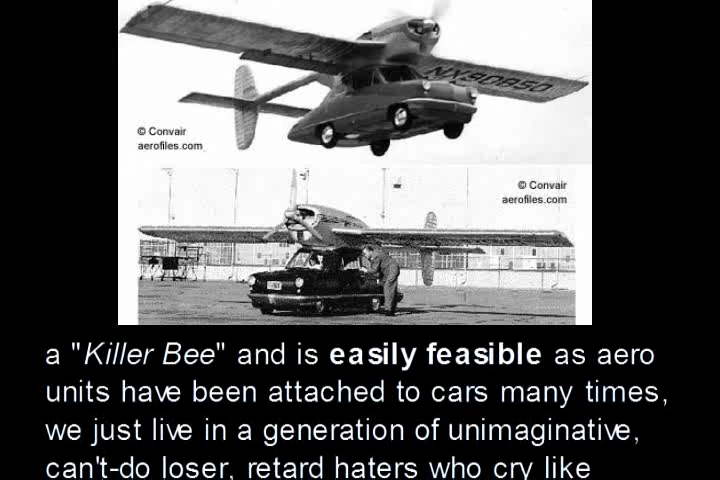 NX90850
© Convair
aerofiles.com
© Convair
aerofiles.com
a "Killer Bee" and is easily feasible as aero
units have been attached to cars many times,
we just live in a generation of unimaginative,
can't-do loser, retard haters who cry like